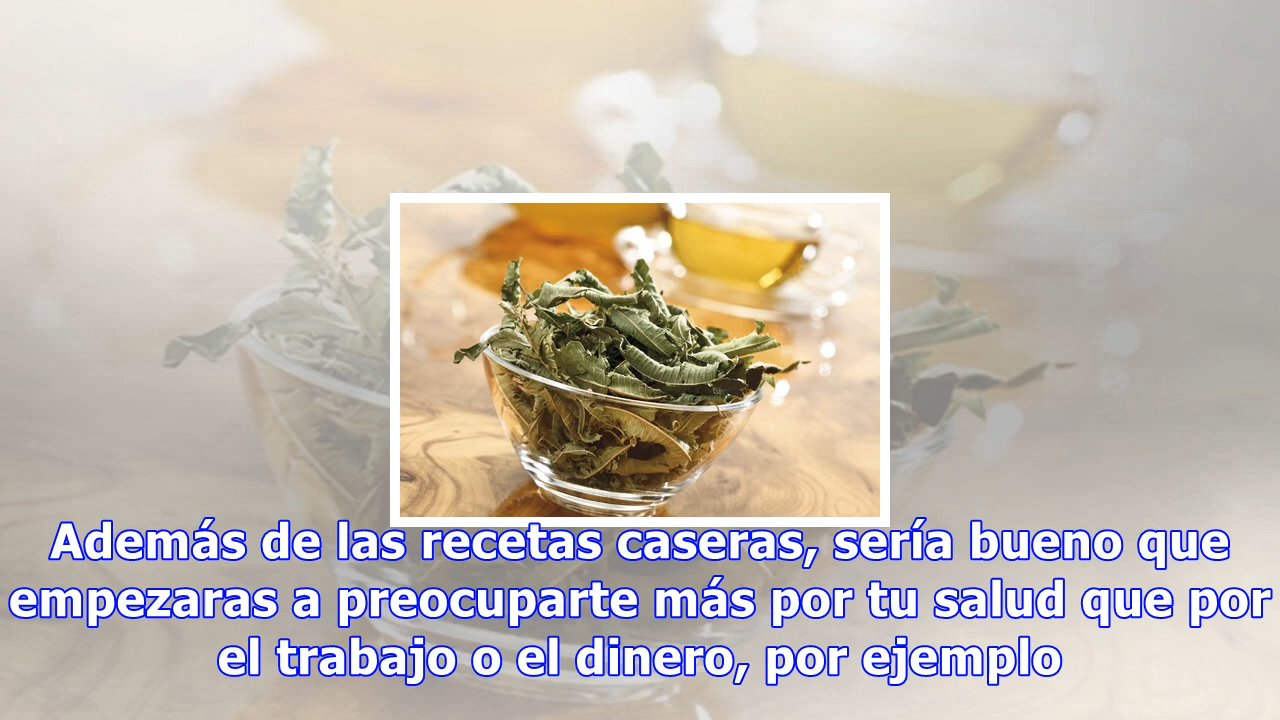 Además de las recetas caseras, sería bueno que
empezaras a preocuparte más por tu salud que por
el trabajo o el dinero, por ejemplo